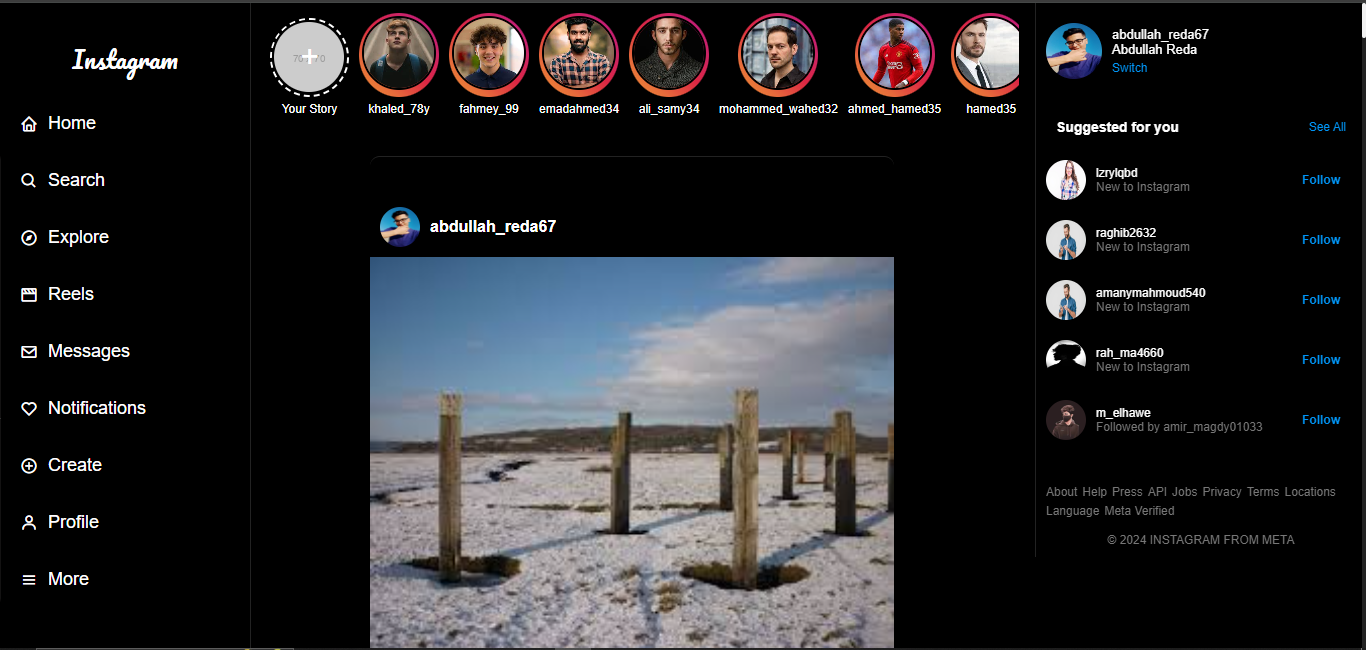 Instagram
Home
Search
Explore
Reels
Messages
Notifications
Create
Profile
More
+
Your Story
khaled_78y
fahmey_99
emadahmed34
ali_samy34
mohammed_wahed32
ahmed_hamed35
hamed35
abdullah_reda67
abdullah_reda67
Abdullah Reda
Switch
Suggested for you See All
lzrylqbd
New to Instagram
Follow
raghib2632
New to Instagram
Follow
amanymahmoud540
New to Instagram
Follow
rah_ma4660
New to Instagram
Follow
m_elhawe
Followed by amir_magdy01033
Follow
About Help Press API Jobs Privacy Terms Locations
Language Meta Verified
© 2024 INSTAGRAM FROM META